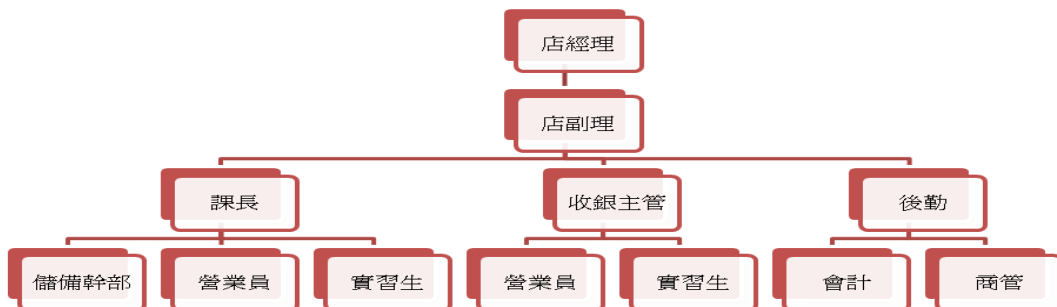 店經理
店副理
課長
收銀主管
後勤
儲備幹部
營業員
實習生
營業員
實習生
會計
商管